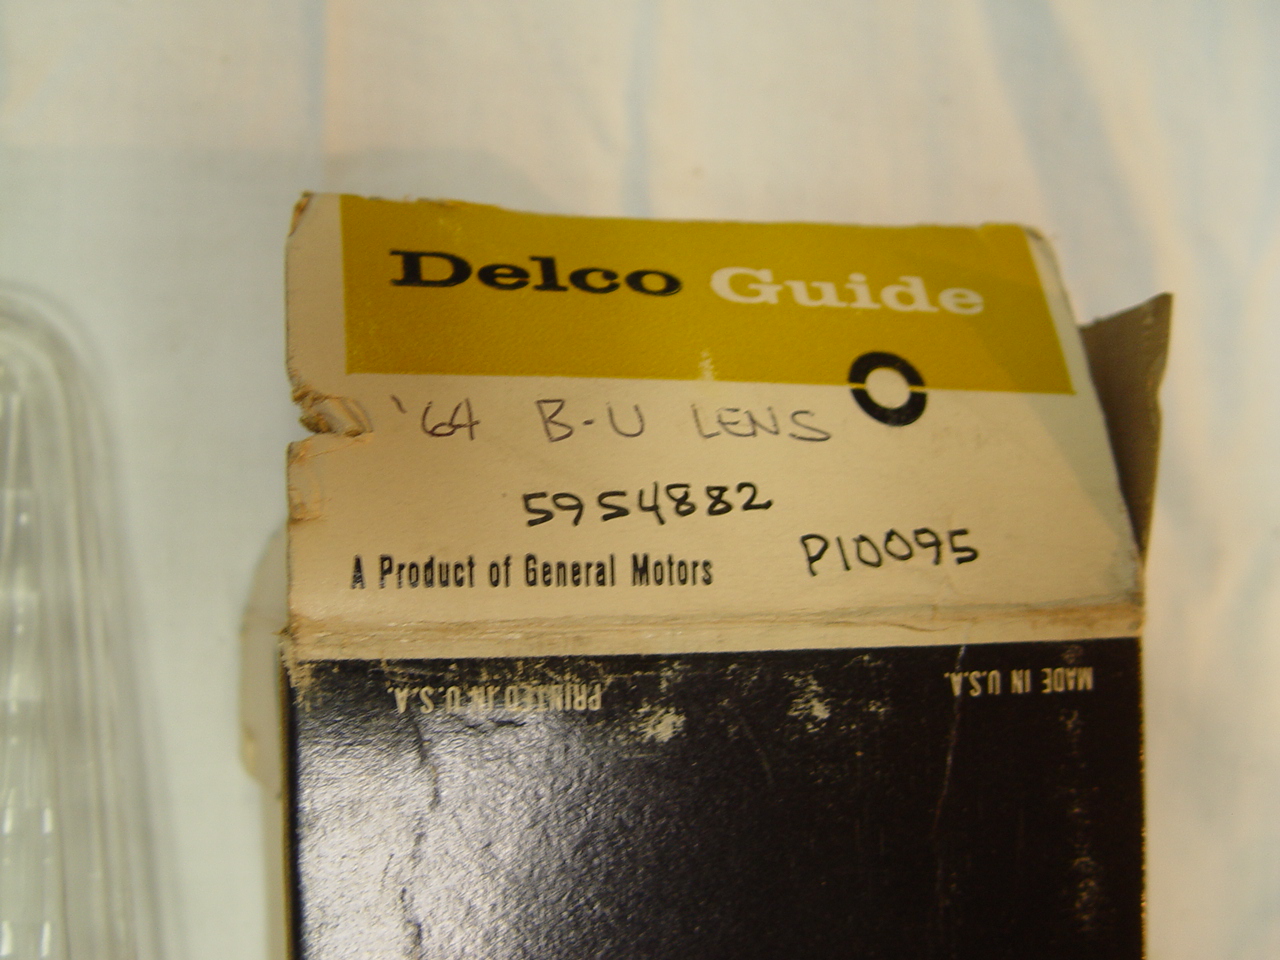 Delco Guide
'64 B-U LENS
5954882
P10095
A Product of General Motors
PRINTED IN U.S.A.
MADE IN U.S.A.